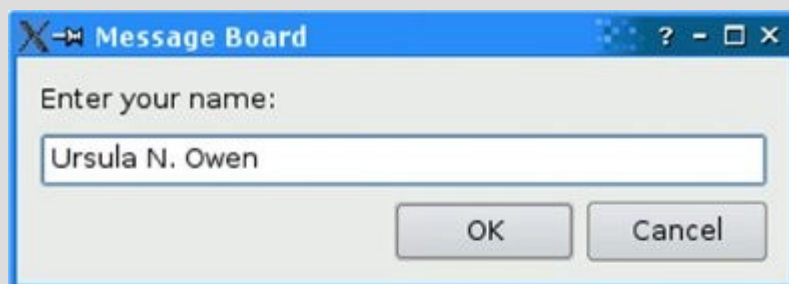 Message Board
Enter your name:
Ursula N. Owen
OK
Cancel